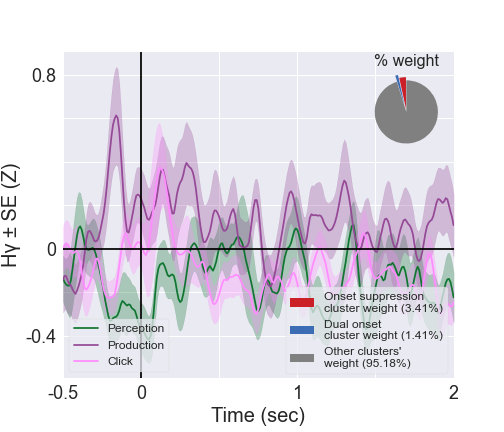 % weight
0.8
0
-0.4
Hγ ± SE (Z)
Perception
Production
Click
Onset suppression
cluster weight (3.41%)
Dual onset
cluster weight (1.41%)
Other clusters'
weight (95.18%)
-0.5
0
1
2
Time (sec)